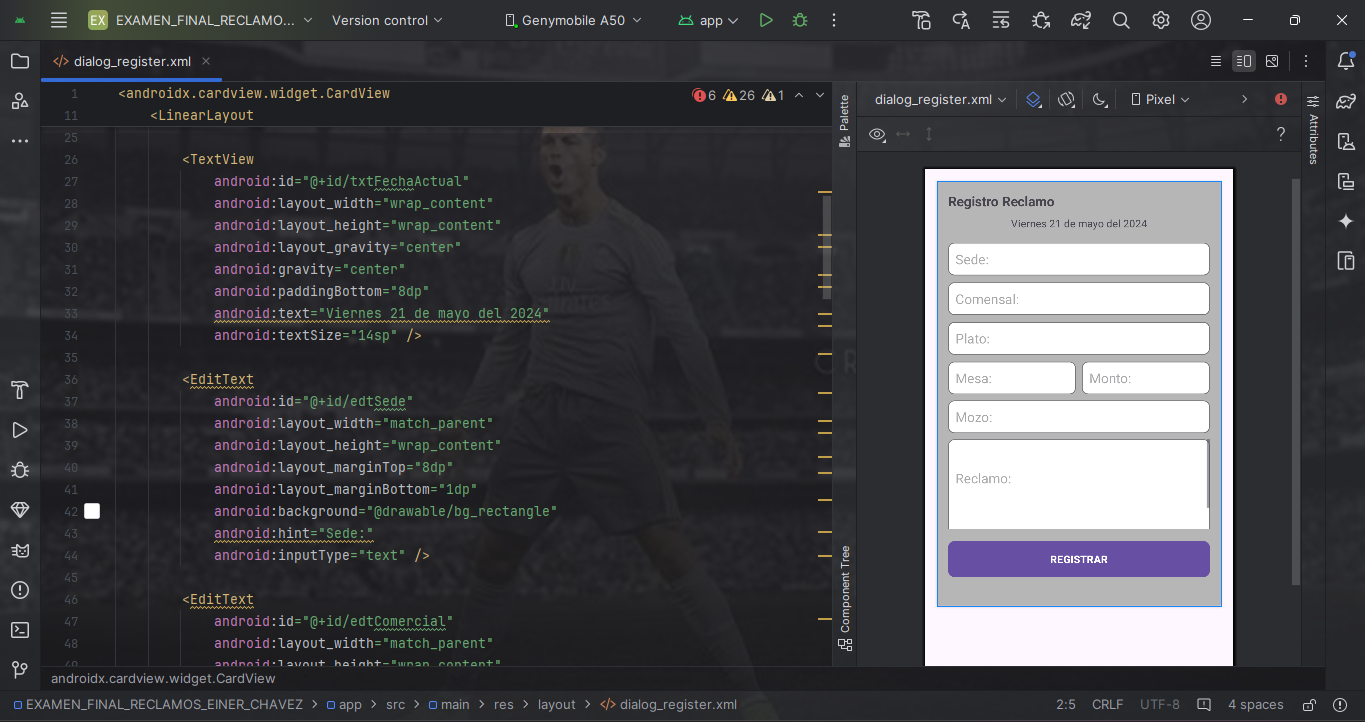 EX EXAMEN_FINAL_RECLAMO... Version control Genymobile A50 app
dialog_register.xml
1 <androidx.cardview.widget.CardView 6 26 1
11 <LinearLayout
25
26 <TextView
27 android:id="@+id/txtFechaActual"
28 android:layout_width="wrap_content"
29 android:layout_height="wrap_content"
30 android:layout_gravity="center"
31 android:gravity="center"
32 android:paddingBottom="8dp"
33 android:text="Viernes 21 de mayo del 2024"
34 android:textSize="14sp" />
35
36 <EditText
37 android:id="@+id/edtSede"
38 android:layout_width="match_parent"
39 android:layout_height="wrap_content"
40 android:layout_marginTop="8dp"
41 android:layout_marginBottom="1dp"
42 android:background="@drawable/bg_rectangle"
43 android:hint="Sede:"
44 android:inputType="text" />
45
46 <EditText
47 android:id="@+id/edtComercial"
48 android:layout_width="match_parent"
49 android:layout_height="wrap_content"
androidx.cardview.widget.CardView
Palette
Component Tree
dialog_register.xml Pixel
?
Attributes
Registro Reclamo
Viernes 21 de mayo del 2024
Sede:
Comensal:
Plato:
Mesa: Monto:
Mozo:
Reclamo:
REGISTRAR
EXAMEN_FINAL_RECLAMOS_EINER_CHAVEZ > app > src > main > res > layout > dialog_register.xml 2:5 CRLF UTF-8 4 spaces